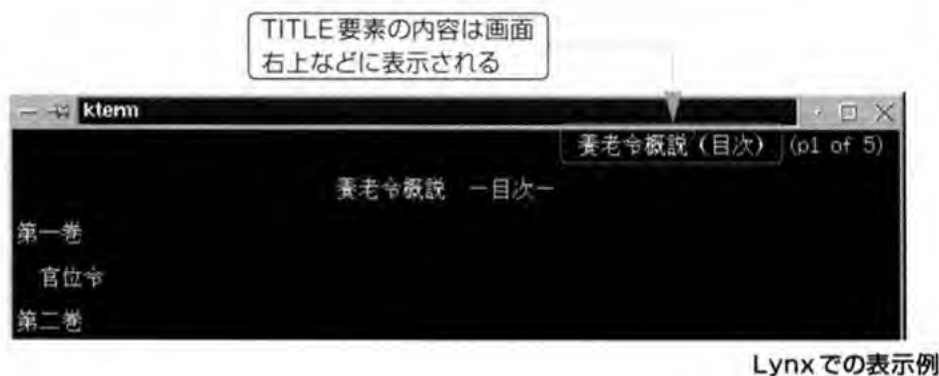 TITLE要素の内容は画面
右上などに表示される
kterm
養老令概説（目次） (p1 of 5)
養老令概説 ー目次ー
第一巻
官位令
第二巻
Lynxでの表示例